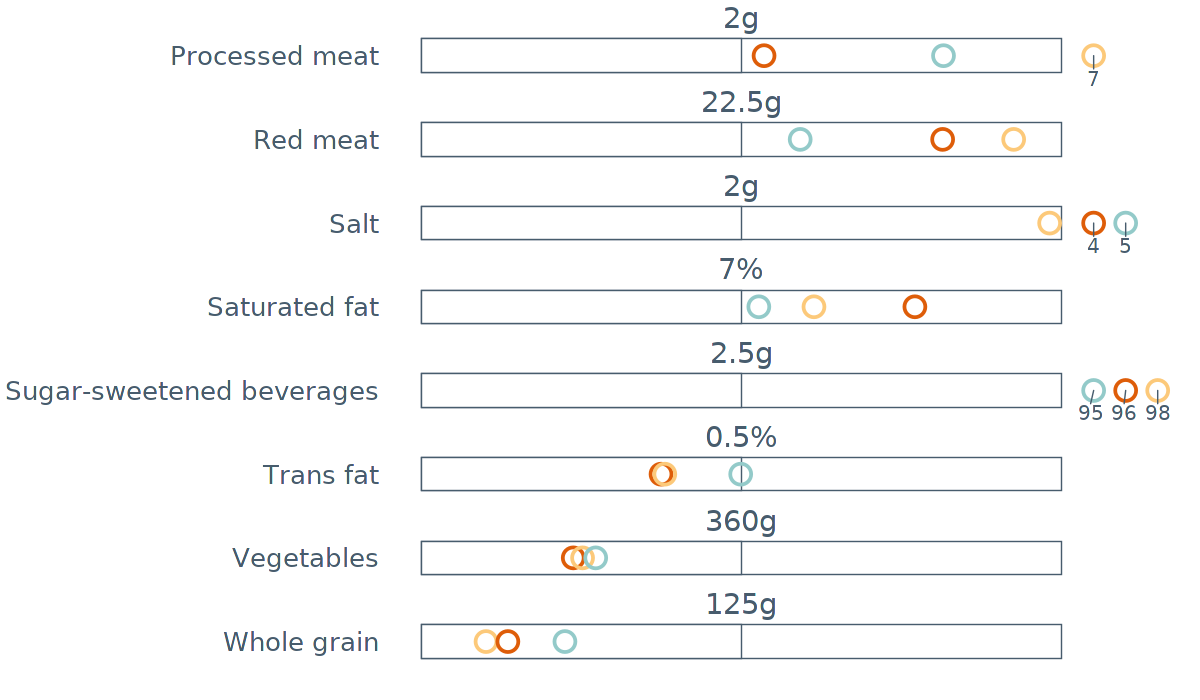 2g
Processed meat
7
22.5g
Red meat
2g
Salt
4 5
7%
Saturated fat
2.5g
Sugar-sweetened beverages
95 96 98
0.5%
Trans fat
360g
Vegetables
125g
Whole grain